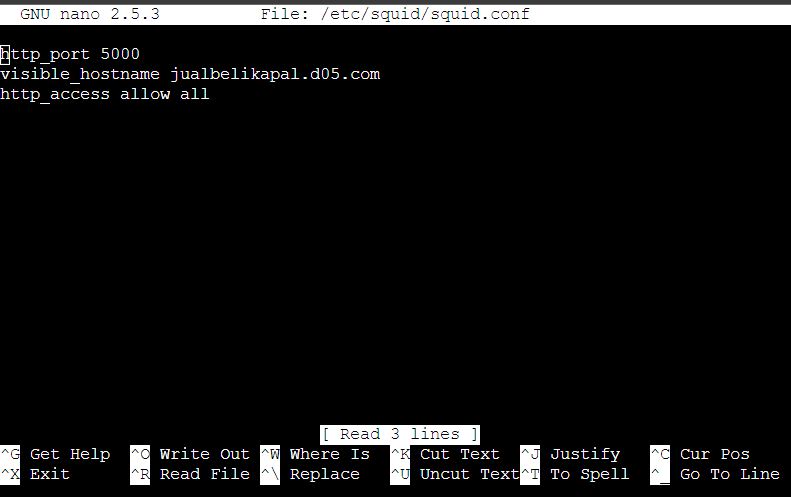 GNU nano 2.5.3 File: /etc/squid/squid.conf
http_port 5000
visible_hostname jualbelikapal.d05.com
http_access allow all
[ Read 3 lines ]
^G Get Help ^O Write Out ^W Where Is ^K Cut Text ^J Justify ^C Cur Pos
^X Exit ^R Read File ^\ Replace ^U Uncut Text ^T To Spell ^_ Go To Line